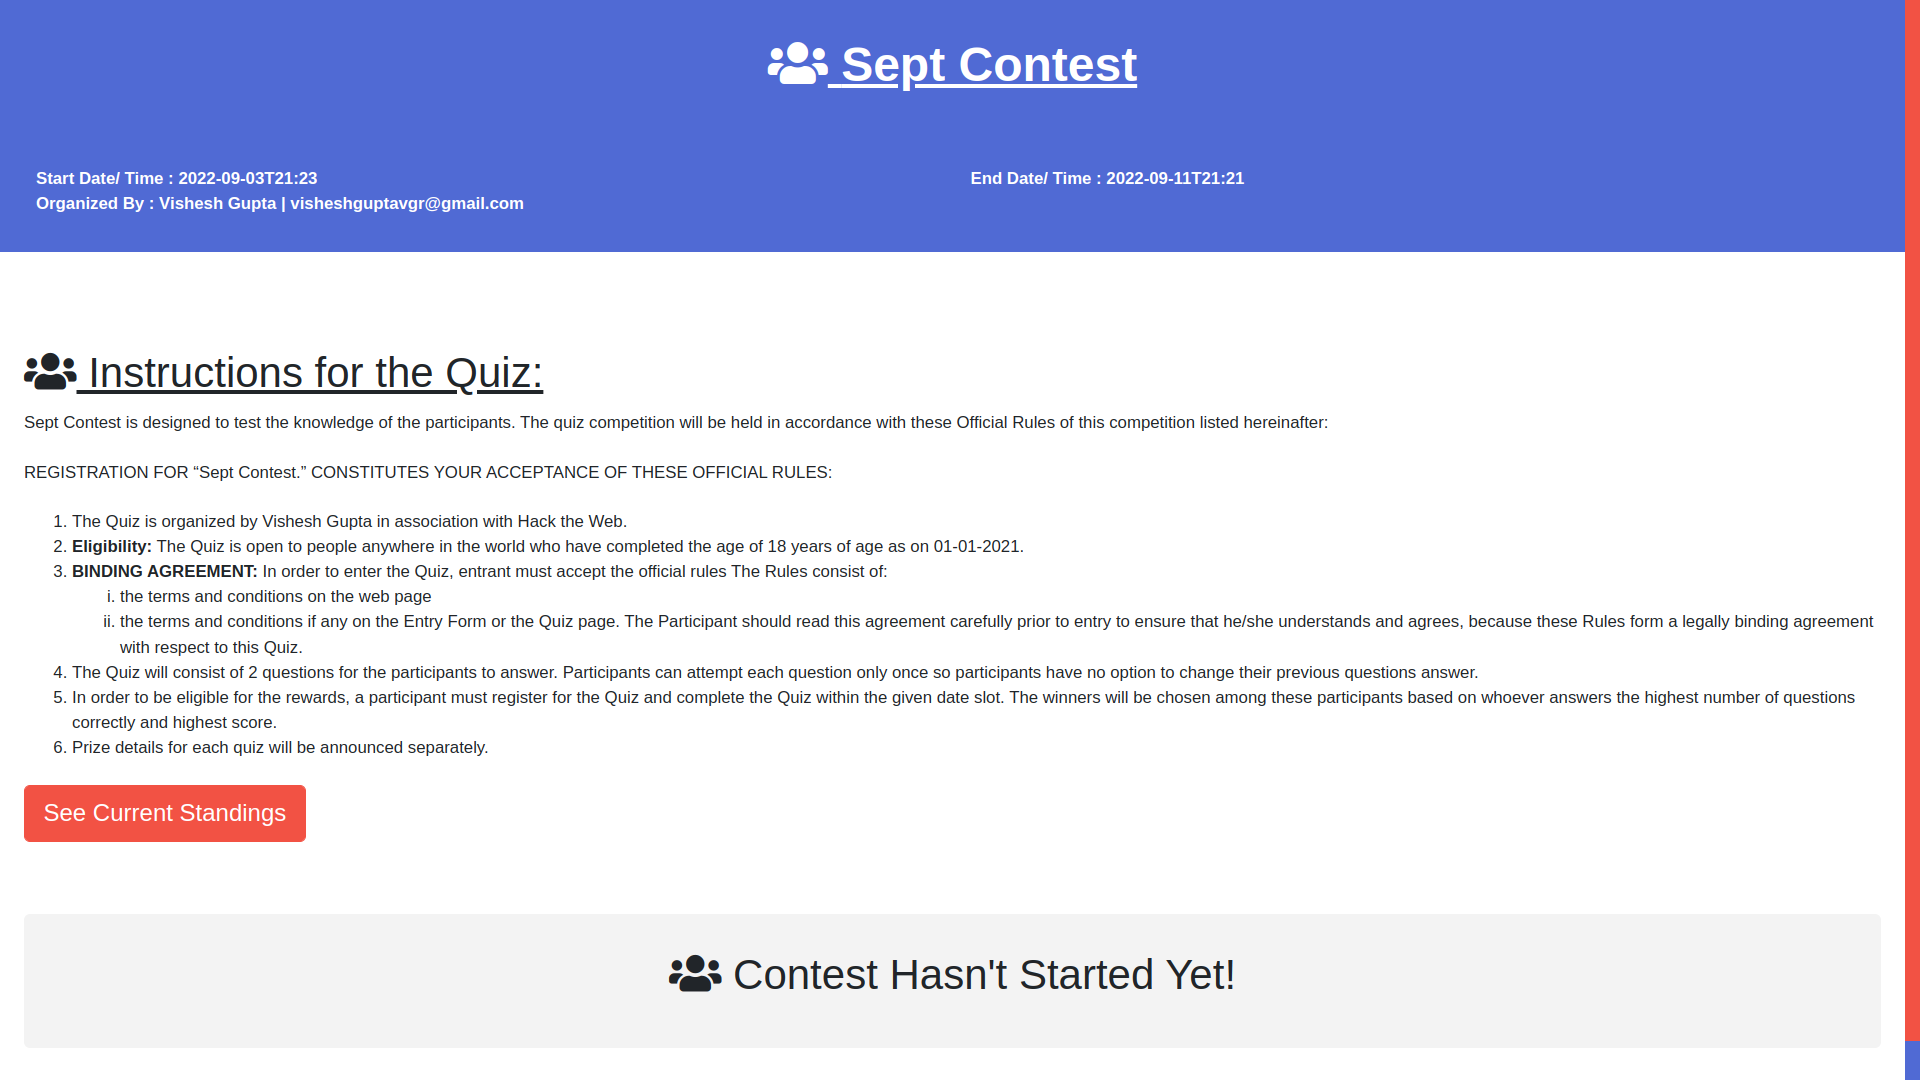 Sept Contest
Start Date/ Time : 2022-09-03T21:23
End Date/ Time : 2022-09-11T21:21
Organized By : Vishesh Gupta | visheshguptavgr@gmail.com
Instructions for the Quiz:
Sept Contest is designed to test the knowledge of the participants. The quiz competition will be held in accordance with these Official Rules of this competition listed hereinafter:
REGISTRATION FOR “Sept Contest.” CONSTITUTES YOUR ACCEPTANCE OF THESE OFFICIAL RULES:
1. The Quiz is organized by Vishesh Gupta in association with Hack the Web.
2. Eligibility: The Quiz is open to people anywhere in the world who have completed the age of 18 years of age as on 01-01-2021.
3. BINDING AGREEMENT: In order to enter the Quiz, entrant must accept the official rules The Rules consist of:
i. the terms and conditions on the web page
ii. the terms and conditions if any on the Entry Form or the Quiz page. The Participant should read this agreement carefully prior to entry to ensure that he/she understands and agrees, because these Rules form a legally binding agreement
with respect to this Quiz.
4. The Quiz will consist of 2 questions for the participants to answer. Participants can attempt each question only once so participants have no option to change their previous questions answer.
5. In order to be eligible for the rewards, a participant must register for the Quiz and complete the Quiz within the given date slot. The winners will be chosen among these participants based on whoever answers the highest number of questions
correctly and highest score.
6. Prize details for each quiz will be announced separately.
See Current Standings
Contest Hasn't Started Yet!